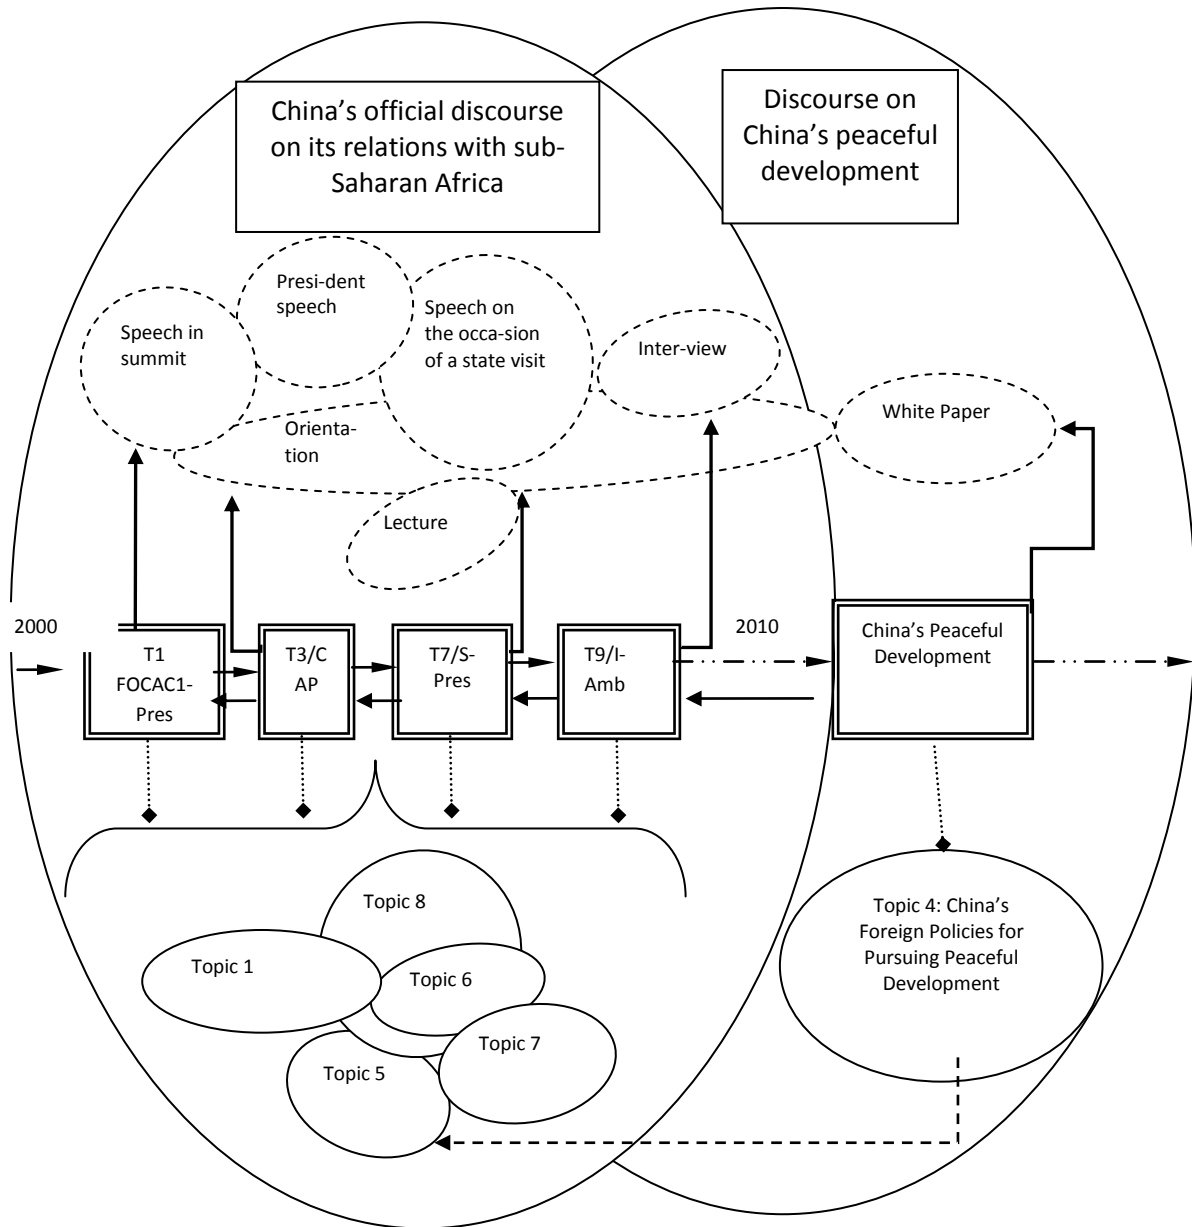 China’s official discourse
on its relations with sub-
Saharan Africa
Discourse on
China’s peaceful
development
Presi-dent
speech
Speech in
summit
Speech on
the occa-sion
of a state visit
Inter-view
White Paper
Orienta-
tion
Lecture
2000
T1
FOCAC1-
Pres
T3/C
AP
T7/S-
Pres
T9/I-
Amb
2010
China’s Peaceful
Development
Topic 8
Topic 1
Topic 6
Topic 7
Topic 5
Topic 4: China’s
Foreign Policies for
Pursuing Peaceful
Development